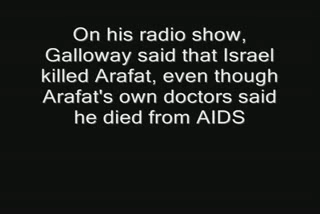 On his radio show,
Galloway said that Israel
killed Arafat, even though
Arafat's own doctors said
he died from AIDS